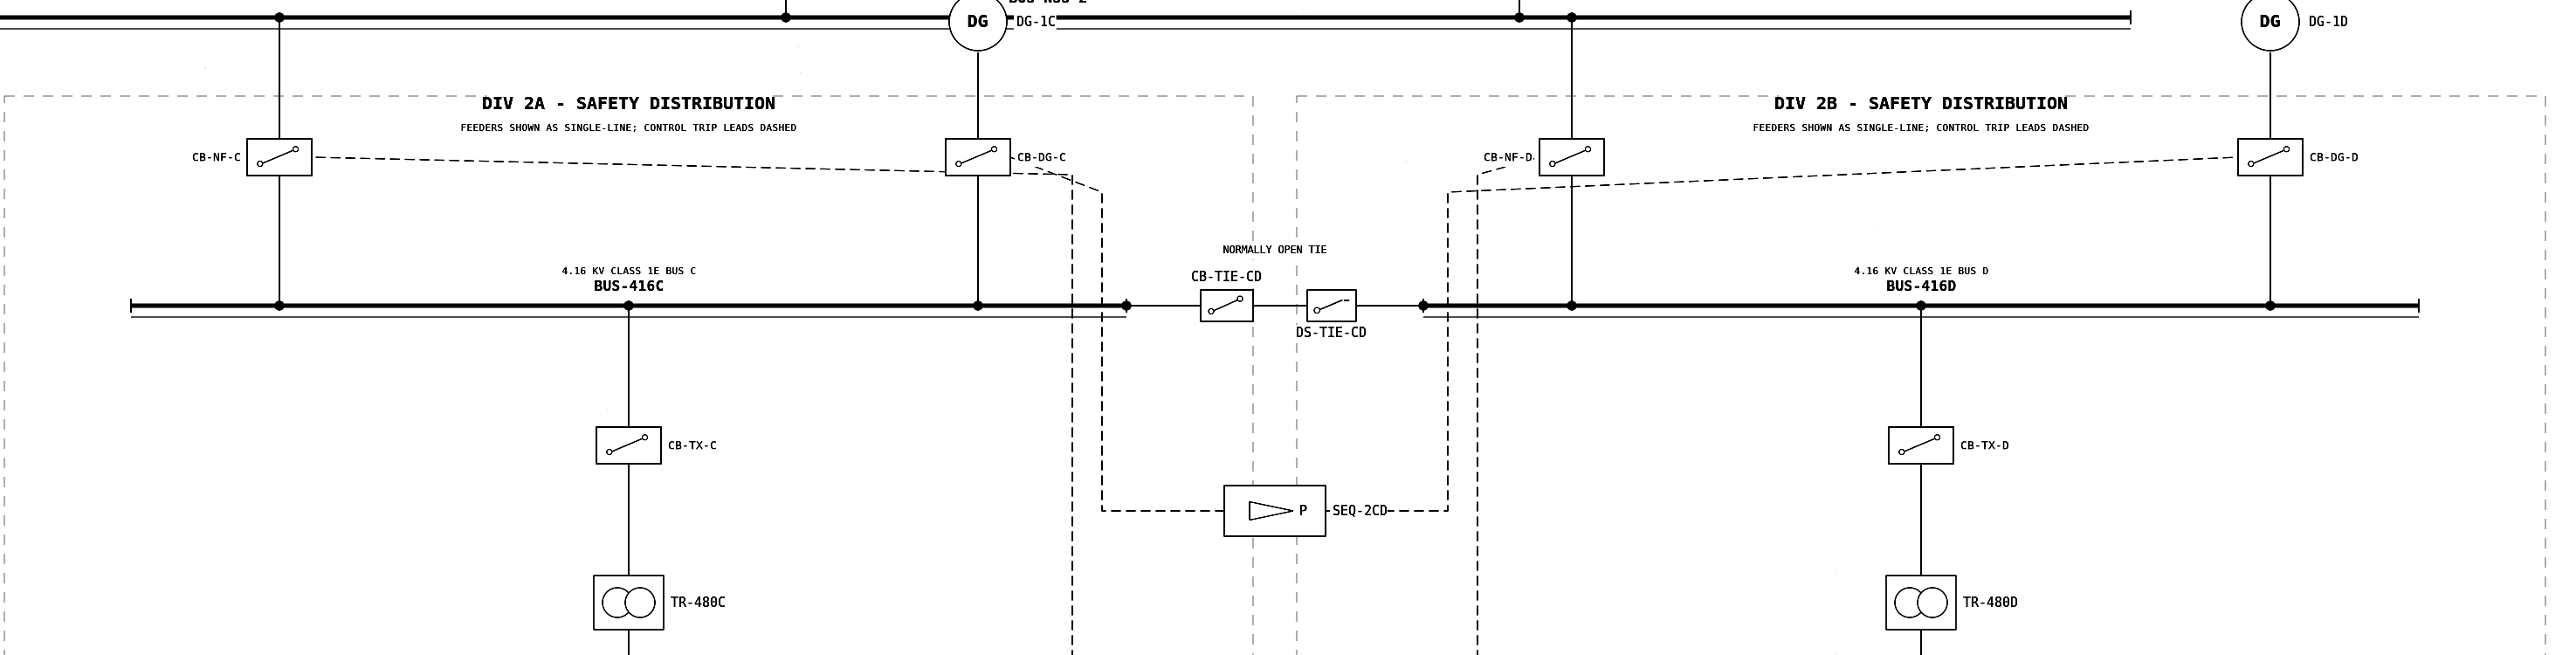 DG
DG-1C
DG
DG-1D
DIV 2A - SAFETY DISTRIBUTION
FEEDERS SHOWN AS SINGLE-LINE; CONTROL TRIP LEADS DASHED
DIV 2B - SAFETY DISTRIBUTION
FEEDERS SHOWN AS SINGLE-LINE; CONTROL TRIP LEADS DASHED
CB-NF-C
CB-DG-C
CB-NF-D
CB-DG-D
NORMALLY OPEN TIE
CB-TIE-CD
4.16 KV CLASS 1E BUS C
BUS-416C
4.16 KV CLASS 1E BUS D
BUS-416D
DS-TIE-CD
CB-TX-C
CB-TX-D
P
SEQ-2CD
TR-480C
TR-480D